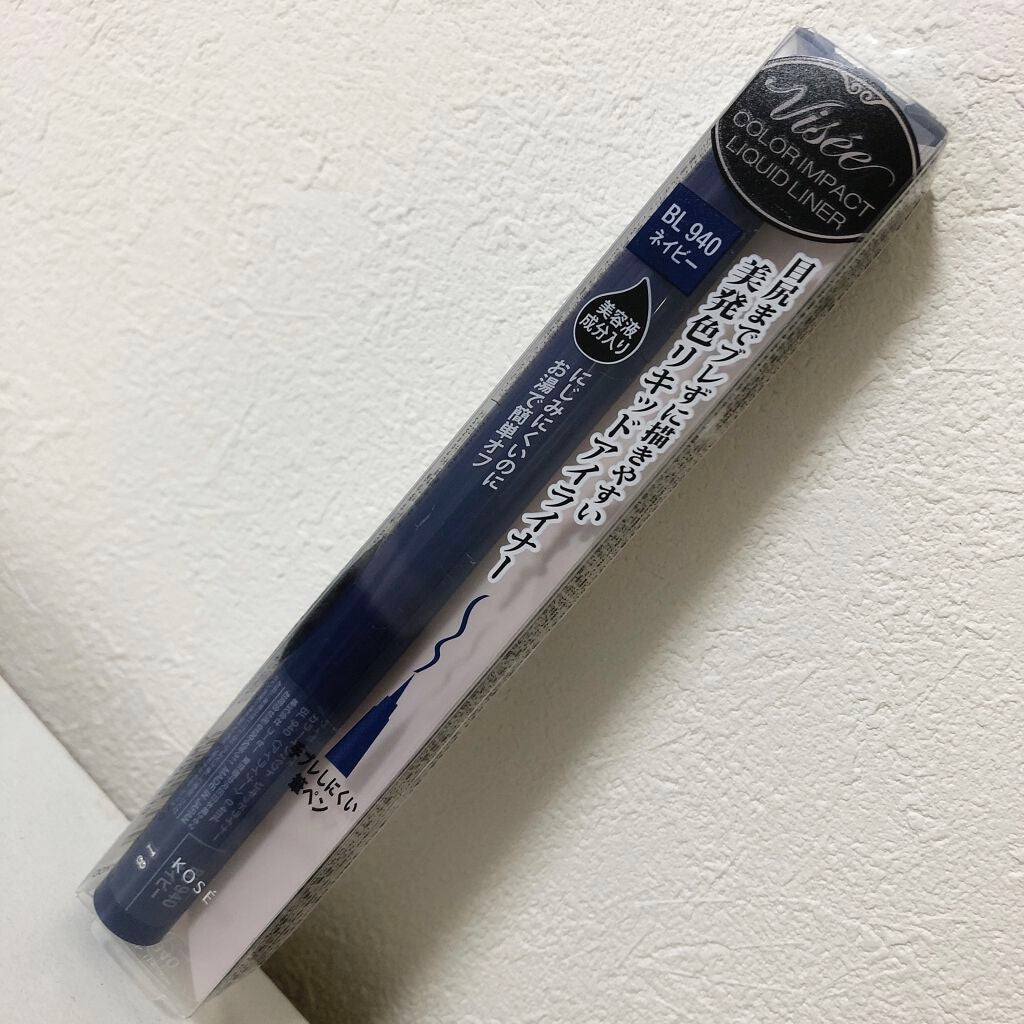 Visée
COLOR IMPACT
LIQUID LINER
BL 940
ネイビー
美容液
成分入り
目尻までブレずに描きやすい
美発色リキッドアイライナー
にじみにくいのに
お湯で簡単オフ
手ブレしにくい
筆ペン
KOSÉ